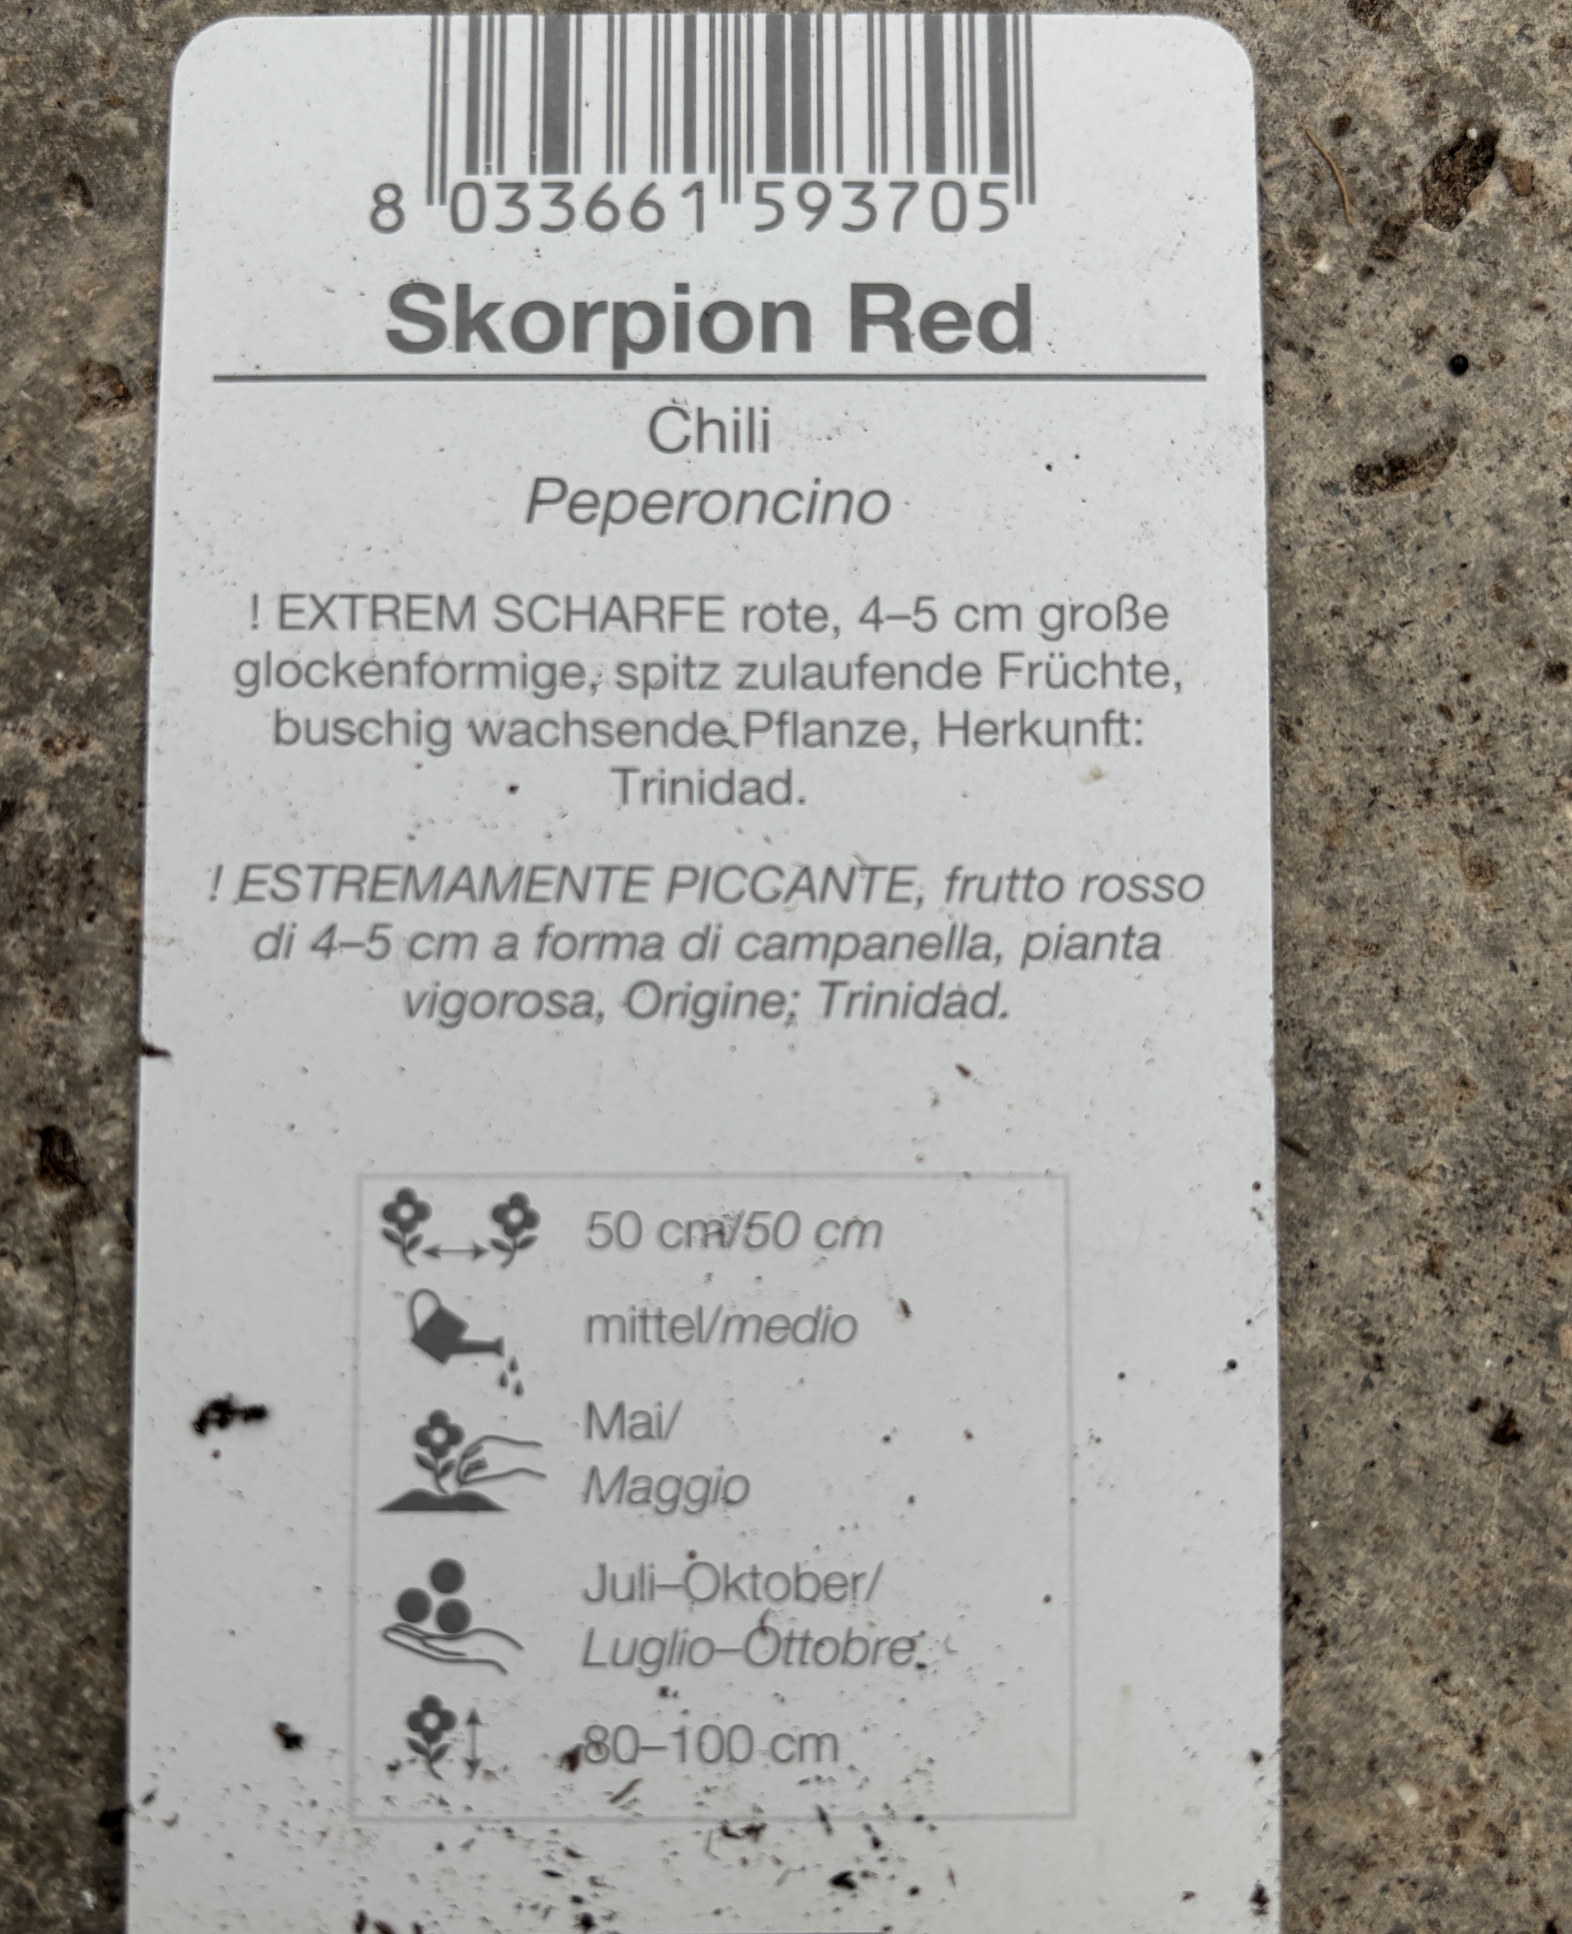 8 033661 593705
Skorpion Red
Chili
Peperoncino
! EXTREM SCHARFE rote, 4–5 cm große
glockenformige, spitz zulaufende Früchte,
buschig wachsende Pflanze, Herkunft:
Trinidad.
! ESTREMAMENTE PICCANTE, frutto rosso
di 4–5 cm a forma di campanella, pianta
vigorosa, Origine; Trinidad.
50 cm/50 cm
mittel/medio
Mai/
Maggio
Juli–Oktober/
Luglio–Ottobre
80–100 cm